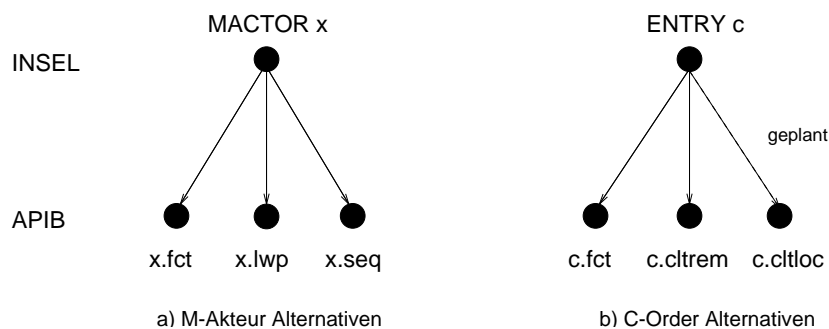 MACTOR x
ENTRY c
INSEL
geplant
APIB
x.fct x.lwp x.seq
c.fct c.cltrem c.cltloc
a) M-Akteur Alternativen
b) C-Order Alternativen